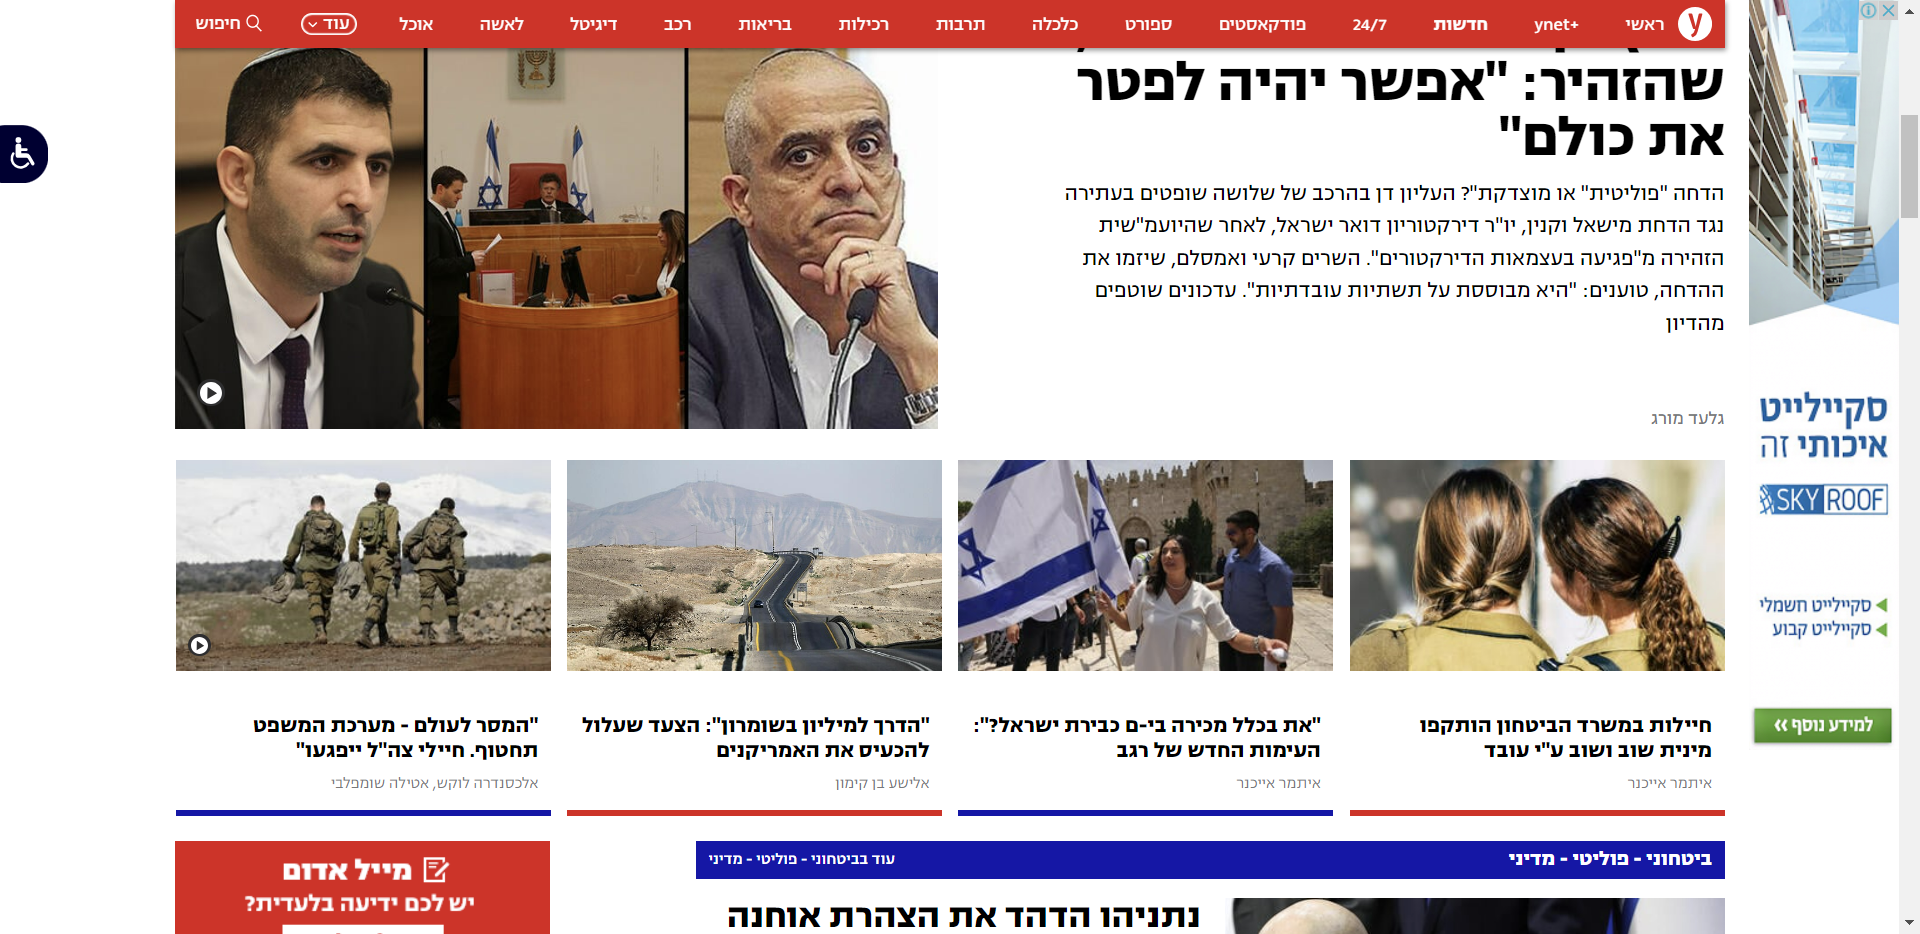 ראשי
ynet+
חדשות
24/7
פודקאסטים
ספורט
כלכלה
תרבות
רכילות
בריאות
רכב
דיגיטל
לאשה
אוכל
עוד
חיפוש
שהזהיר: "אפשר יהיה לפטר
את כולם"
הדחה "פוליטית" או מוצדקת"? העליון דן בהרכב של שלושה שופטים בעתירה
נגד הדחת מישאל וקנין, יו"ר דירקטוריון דואר ישראל, לאחר שהיועמ"שית
הזהירה מ"פגיעה בעצמאות הדירקטורים". השרים קרעי ואמסלם, שיזמו את
ההדחה, טוענים: "היא מבוססת על תשתיות עובדתיות". עדכונים שוטפים
מהדיון
גלעד מורג
חיילות במשרד הביטחון הותקפו
מינית שוב ושוב ע"י עובד
איתמר אייכנר
"את בכלל מכירה בי-ם כבירת ישראל?":
העימות החדש של רגב
איתמר אייכנר
"הדרך למיליון בשומרון": הצעד שעלול
להכעיס את האמריקנים
אלישע בן קימון
"המסר לעולם - מערכת המשפט
תחטוף. חיילי צה"ל ייפגעו"
אלכסנדרה לוקש, אטילה שומפלבי
ביטחוני - פוליטי - מדיני
עוד בביטחוני - פוליטי - מדיני
נתניהו הדהד את הצהרת אוחנה
מייל אדום
יש לכם ידיעה בלעדית?
סקיילייט
איכותי זה
SKY ROOF
סקיילייט חשמלי
סקיילייט קבוע
למידע נוסף »